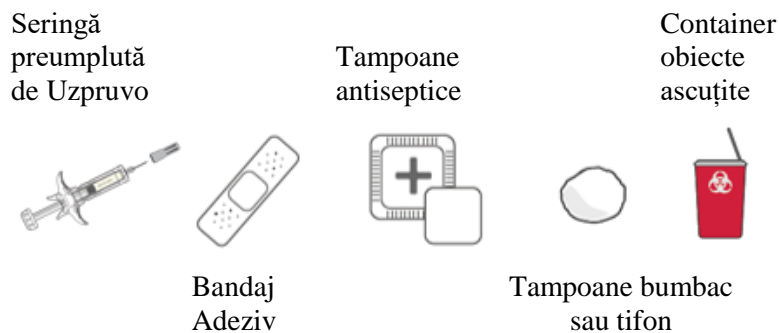 Seringă
preumplută
de Uzpruvo
Tampoane
antiseptice
Container
obiecte
ascuțite
Bandaj
Adeziv
Tampoane bumbac
sau tifon